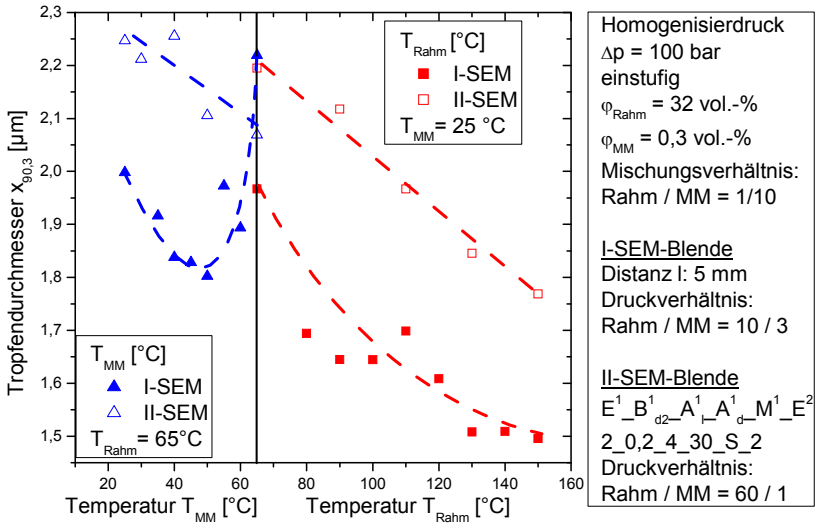 Tropfendurchmesser x90,3 [µm]
2,3
2,2
2,1
2,0
1,9
1,8
1,7
1,6
1,5
TRahm [°C]
I-SEM
II-SEM
TMM = 25 °C
TMM [°C]
I-SEM
II-SEM
TRahm = 65°C
20 40 60 80 100 120 140 160
Temperatur TMM [°C] Temperatur TRahm [°C]
Homogenisierdruck
Δp = 100 bar
einstufig
φRahm = 32 vol.-%
φMM = 0,3 vol.-%
Mischungsverhältnis:
Rahm / MM = 1/10
I-SEM-Blende
Distanz l: 5 mm
Druckverhältnis:
Rahm / MM = 10 / 3
II-SEM-Blende
E¹_B¹d2_A¹l_A¹d_M¹_E²
2_0,2_4_30_S_2
Druckverhältnis:
Rahm / MM = 60 / 1